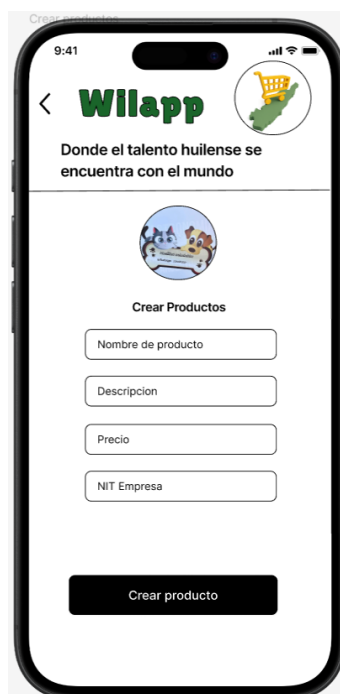 Crear productos
9:41
Wilapp
Donde el talento huilense se
encuentra con el mundo
Crear Productos
Nombre de producto
Descripcion
Precio
NIT Empresa
Crear producto